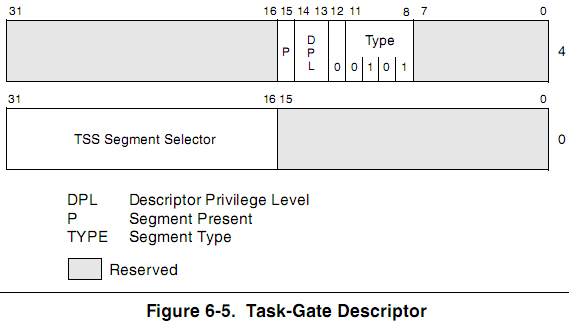 31 16 15 14 13 12 11 8 7 0
P D P L 0 Type 0 1 0 1 4
31 16 15 0
TSS Segment Selector 0
DPL Descriptor Privilege Level
P Segment Present
TYPE Segment Type
Reserved
Figure 6-5. Task-Gate Descriptor